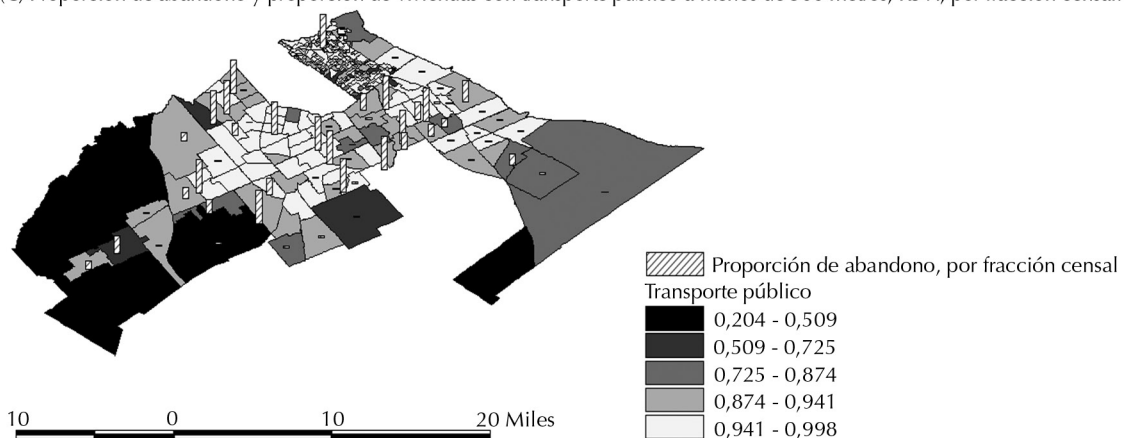 Proporción de abandono, por fracción censal
Transporte público
0,204 - 0,509
0,509 - 0,725
0,725 - 0,874
0,874 - 0,941
0,941 - 0,998
10 0 10 20 Miles